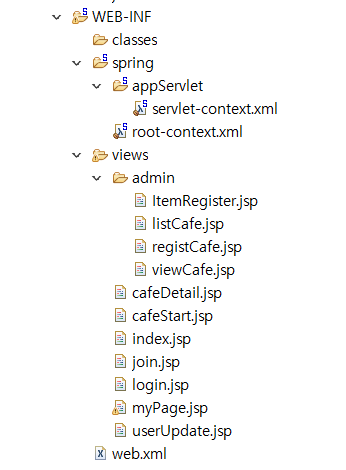 WEB-INF
classes
spring
appServlet
servlet-context.xml
root-context.xml
views
admin
ItemRegister.jsp
listCafe.jsp
registCafe.jsp
viewCafe.jsp
cafeDetail.jsp
cafeStart.jsp
index.jsp
join.jsp
login.jsp
myPage.jsp
userUpdate.jsp
web.xml